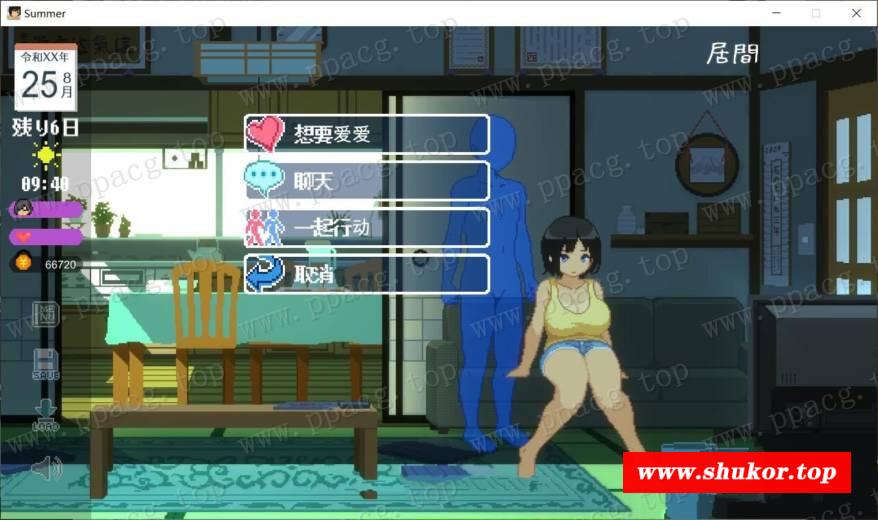 Summer
令和XX年
25 8月
居間
残り6日
09:40
66720
想要爱爱
聊天
一起行动
取消
MENU
SAVE
LOAD
www.ppacg.top
www.shukor.top